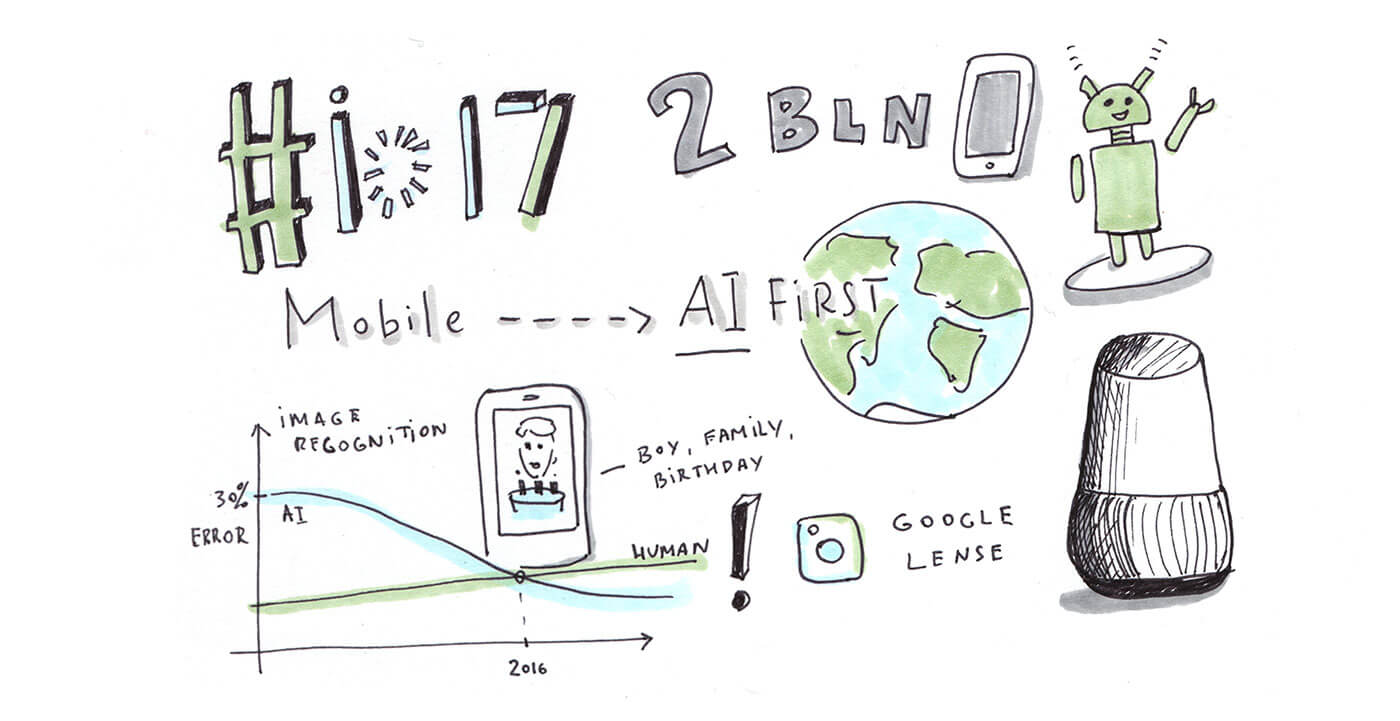 #io17
2 BLN
Mobile ----> AI FiRST
iMAGE
RECOGNiTiON
BOY, FAMiLY,
BiRTHDAY
30%
ERROR
AI
HUMAN
2016
!
GOOGLE
LENSE